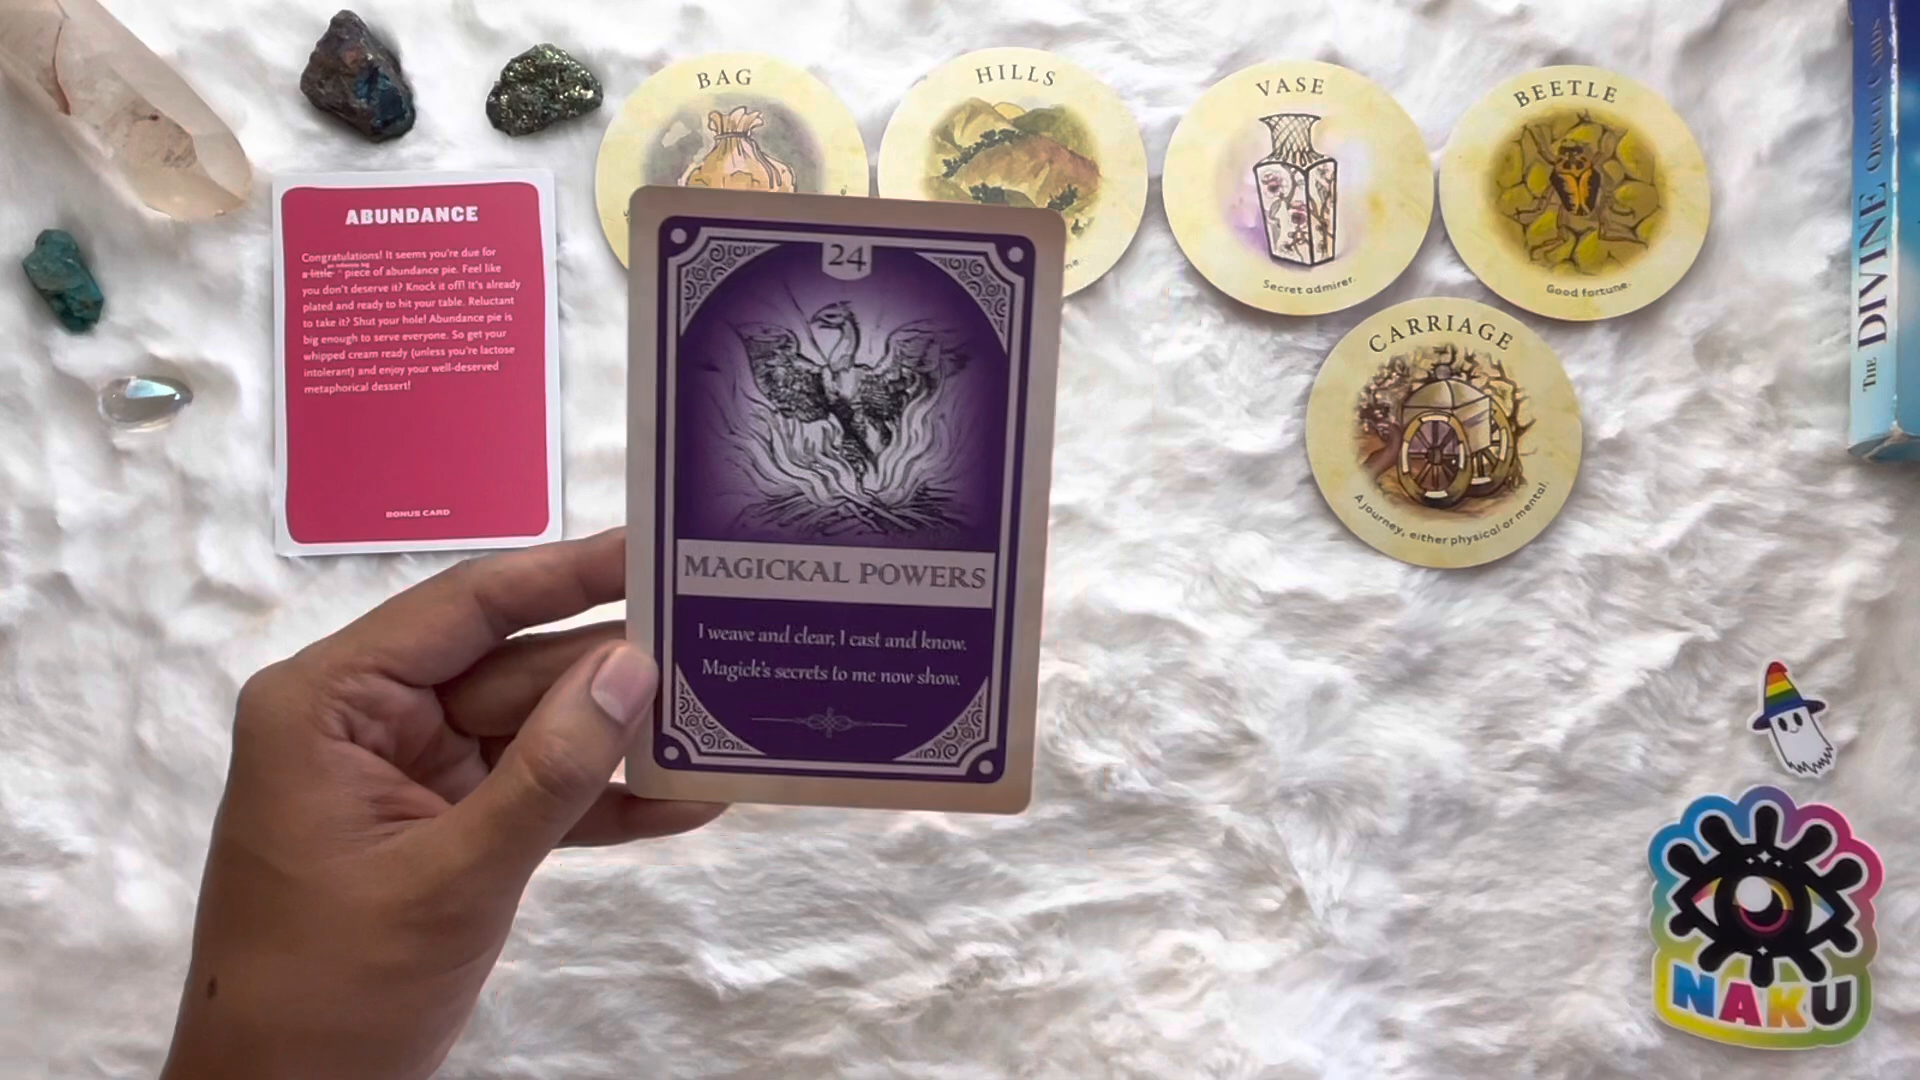 BAG
HILLS
ne.
VASE
Secret admirer.
BEETLE
Good fortune.
CARRIAGE
A journey, either physical or mental.
THE DIVINE ORACLE CARDS
ABUNDANCE
Congratulations! It seems you're due for
a little ^ piece of abundance pie. Feel like
you don't deserve it? Knock it off! It's already
plated and ready to hit your table. Reluctant
to take it? Shut your hole! Abundance pie is
big enough to serve everyone. So get your
whipped cream ready (unless you're lactose
intolerant) and enjoy your well-deserved
metaphorical dessert!
BONUS CARD
24
MAGICKAL POWERS
I weave and clear, I cast and know.
Magick's secrets to me now show.
NAKU